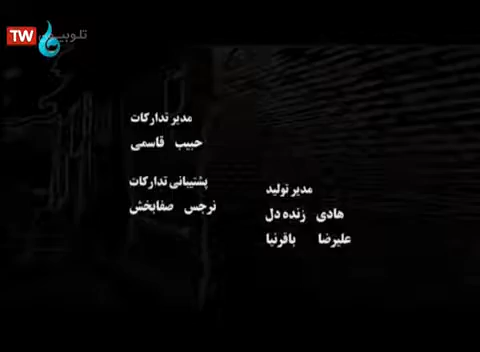 TW
تلوبیون
مدیر تدارکات
حبیب قاسمی
پشتیبانی تدارکات
نرجس صفابخش
مدیر تولید
هادی زنده دل
علیرضا باقرنیا